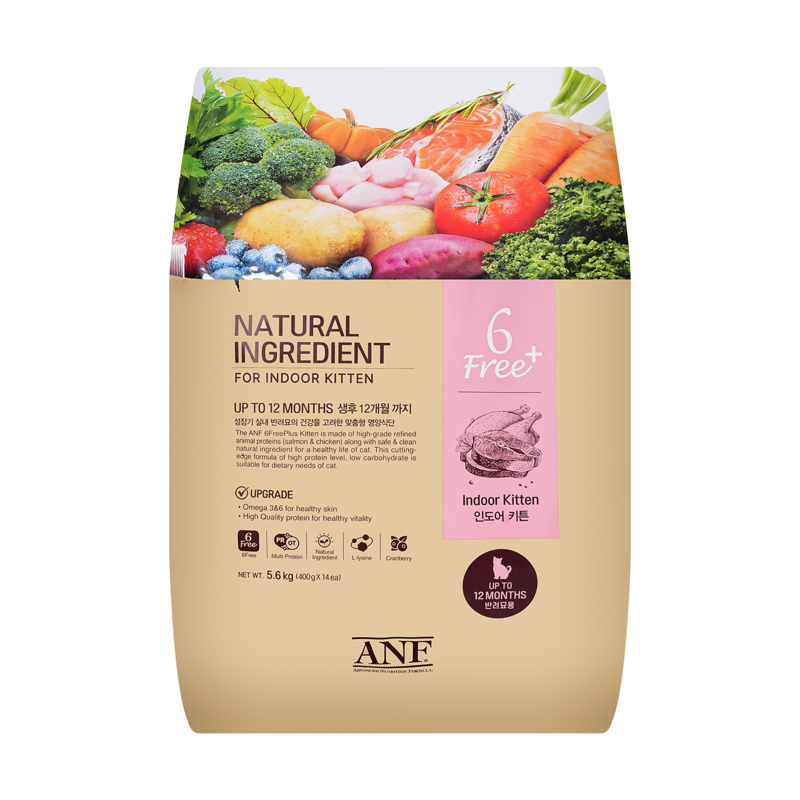 NATURAL
INGREDIENT
FOR INDOOR KITTEN
UP TO 12 MONTHS 생후 12개월 까지
성장기 실내 반려묘의 건강을 고려한 맞춤형 영양식단
The ANF 6FreePlus Kitten is made of high-grade refined
animal proteins (salmon & chicken) along with safe & clean
natural ingredient for a healthy life of cat. This cutting-
edge formula of high protein level, low carbohydrate is
suitable for dietary needs of cat.
UPGRADE
• Omega 3&6 for healthy skin
• High Quality protein for healthy vitality
6
Free
6Free
PR OT
Multi Protein
Natural
Ingredient
L-lysine
Cranberry
NET WT. 5.6 kg (400g X 14 ea)
6
Free+
Indoor Kitten
인도어 키튼
UP TO
12 MONTHS
반려묘용
ANF®
ADVANCED NUTRITION FORMULA.